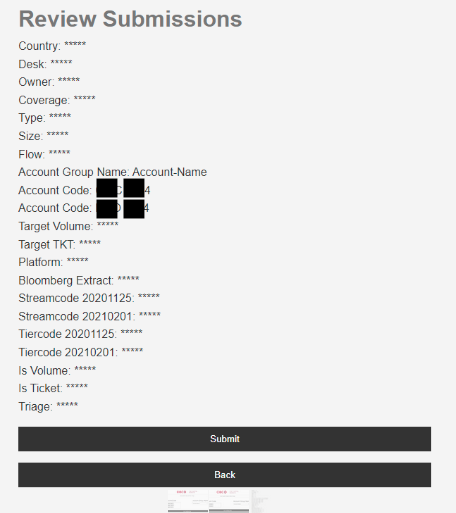 Review Submissions
Country: *****
Desk: *****
Owner: *****
Coverage: *****
Type: *****
Size: *****
Flow: *****
Account Group Name: Account-Name
Account Code: C 4
Account Code: 4
Target Volume: *****
Target TKT: *****
Platform: *****
Bloomberg Extract: *****
Streamcode 20201125: *****
Streamcode 20210201: *****
Tiercode 20201125: *****
Tiercode 20210201: *****
Is Volume: *****
Is Ticket: *****
Triage: *****
Submit
Back